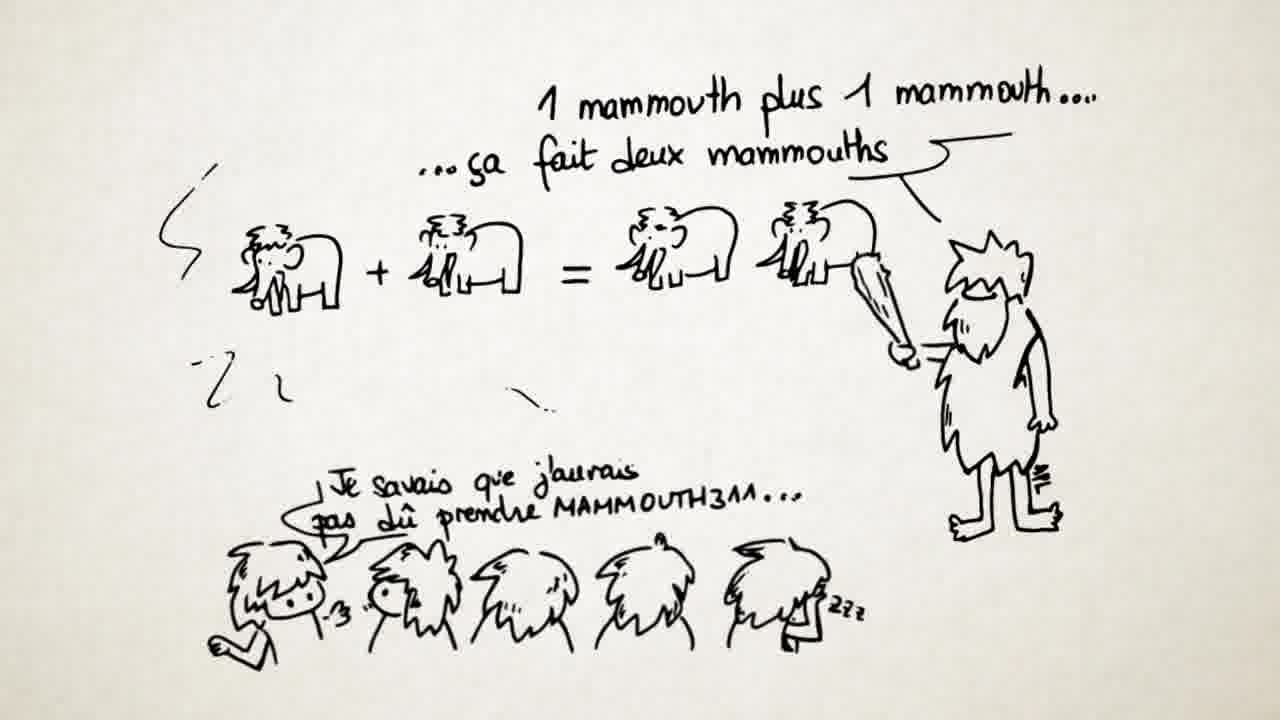 1 mammouth plus 1 mammouth....
...ça fait deux mammouths
+ =
Je savais que j'aurais
pas dû prendre MAMMOUTH311...
zzz